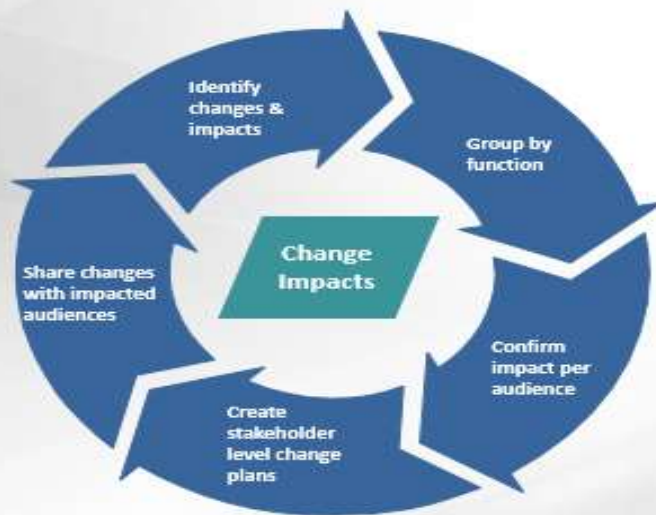 Identify
changes &
impacts
Group by
function
Confirm
impact per
audience
Create
stakeholder
level change
plans
Share changes
with impacted
audiences
Change
Impacts